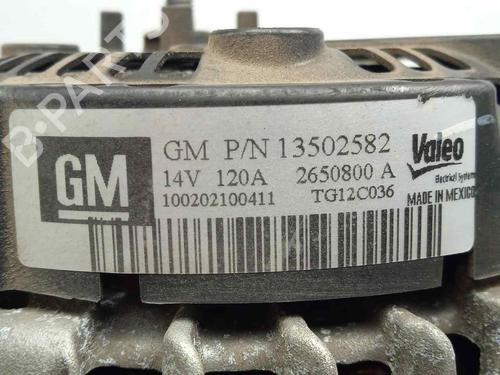 B-PARTS
GM
GM P/N 13502582
14V 120A 2650800 A
100202100411 TG12C036
Valeo
Electrical Systems
MADE IN MEXICO